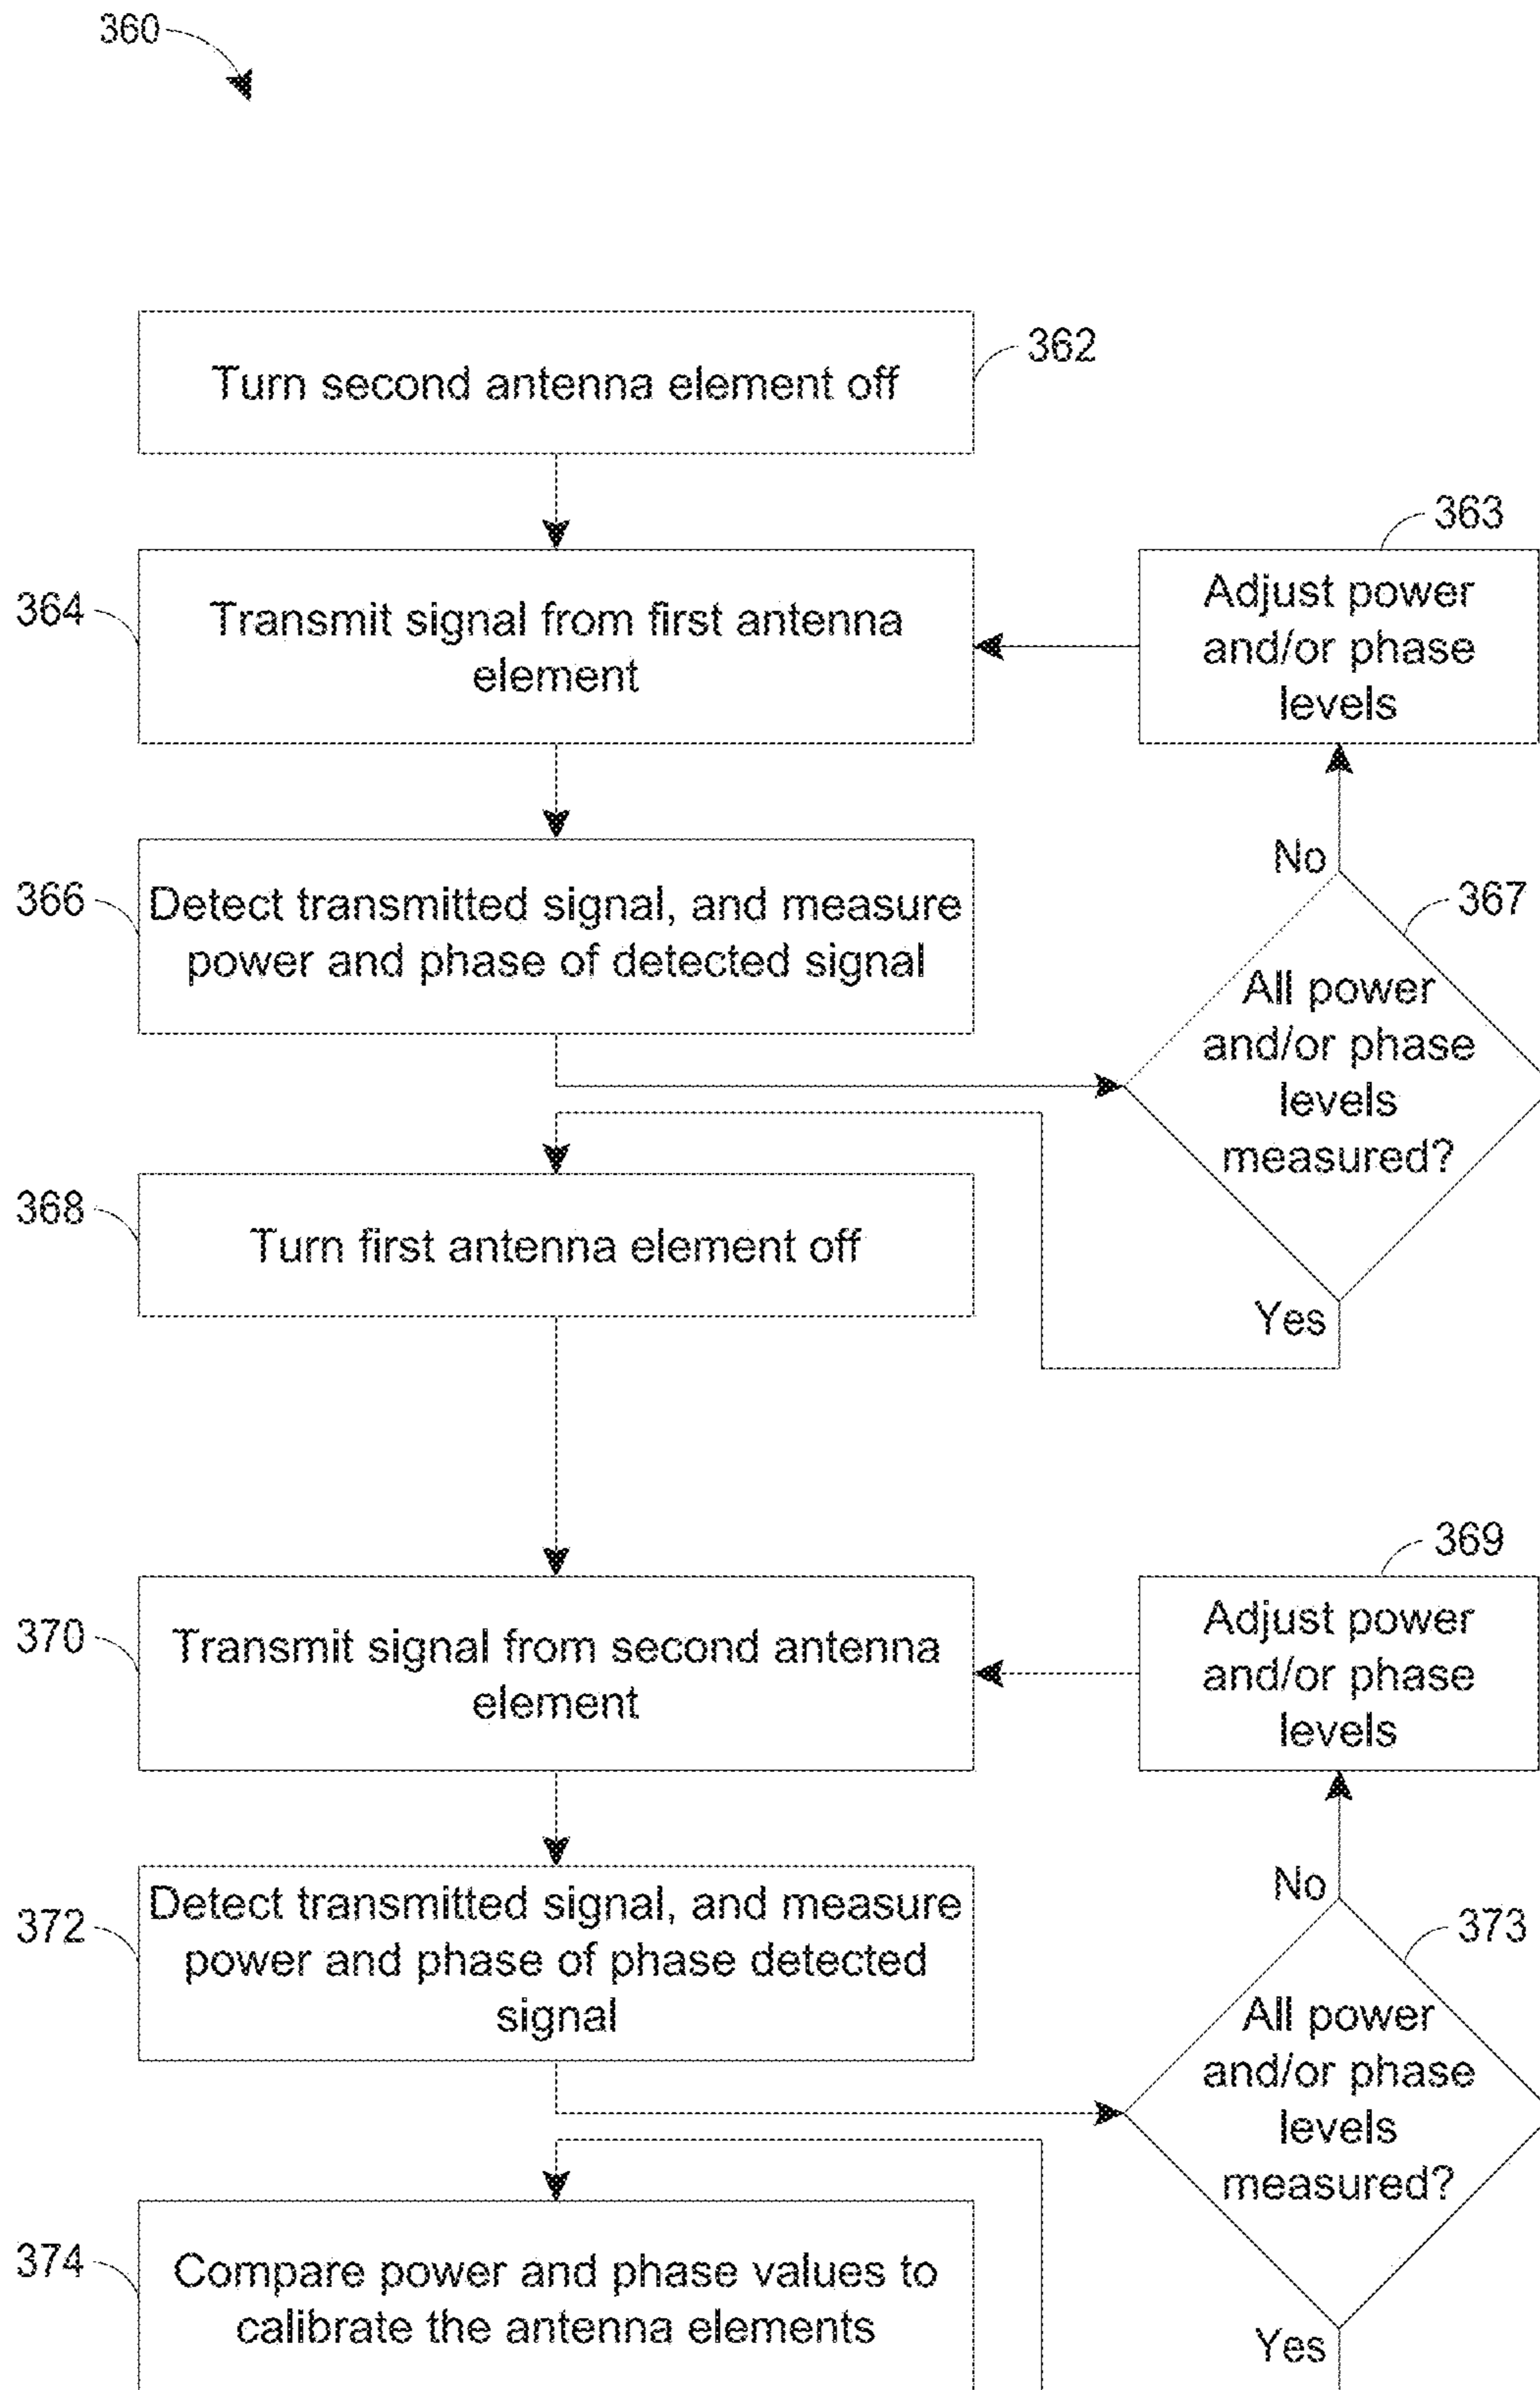 360
Turn second antenna element off
362
363
364
Transmit signal from first antenna
element
Adjust power
and/or phase
levels
No
366
Detect transmitted signal, and measure
power and phase of detected signal
367
All power
and/or phase
levels
measured?
368
Turn first antenna element off
Yes
369
370
Transmit signal from second antenna
element
Adjust power
and/or phase
levels
No
372
Detect transmitted signal, and measure
power and phase of phase detected
signal
373
All power
and/or phase
levels
measured?
374
Compare power and phase values to
calibrate the antenna elements
Yes